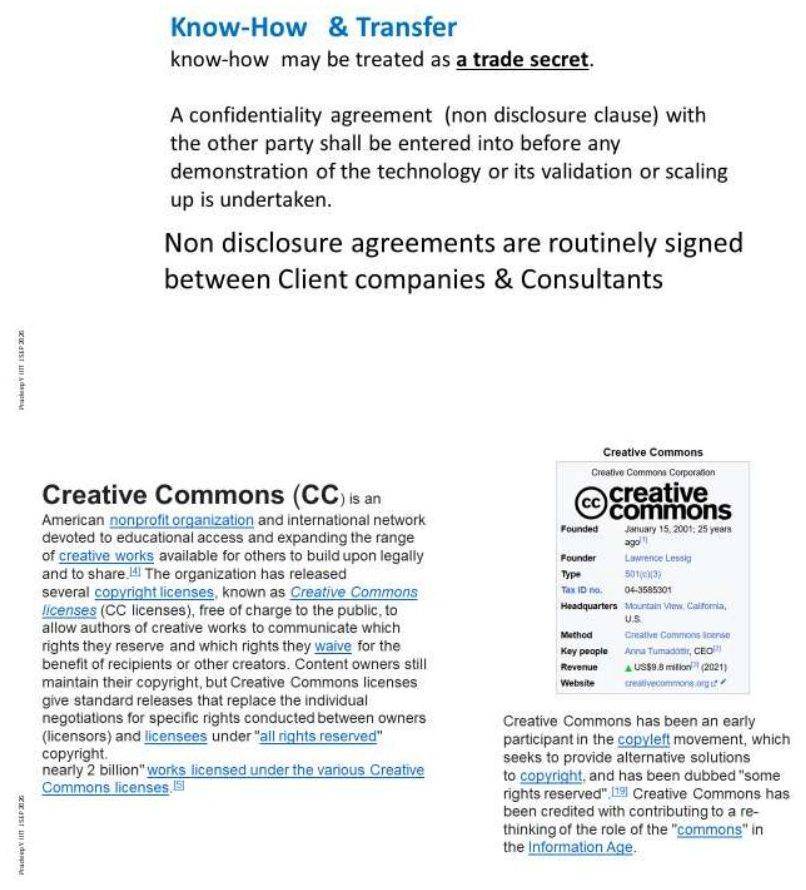 Know-How & Transfer
know-how may be treated as a trade secret.
A confidentiality agreement (non disclosure clause) with
the other party shall be entered into before any
demonstration of the technology or its validation or scaling
up is undertaken.
Non disclosure agreements are routinely signed
between Client companies & Consultants
Creative Commons (CC) is an
American nonprofit organization and international network
devoted to educational access and expanding the range
of creative works available for others to build upon legally
and to share.[4] The organization has released
several copyright licenses, known as Creative Commons
licenses (CC licenses), free of charge to the public, to
allow authors of creative works to communicate which
rights they reserve and which rights they waive for the
benefit of recipients or other creators. Content owners still
maintain their copyright, but Creative Commons licenses
give standard releases that replace the individual
negotiations for specific rights conducted between owners
(licensors) and licensees under "all rights reserved"
copyright.
nearly 2 billion" works licensed under the various Creative
Commons licenses.[5]
Creative Commons
Creative Commons Corporation
cc creative
commons
Founded January 15, 2001; 25 years
ago[1]
Founder Lawrence Lessig
Type 501(c)(3)
Tax ID no. 04-3585301
Headquarters Mountain View, California,
U.S.
Method Creative Commons license
Key people Anna Tumadóttir, CEO[2]
Revenue ▲ US$9.8 million[3] (2021)
Website creativecommons.org
Creative Commons has been an early
participant in the copyleft movement, which
seeks to provide alternative solutions
to copyright, and has been dubbed "some
rights reserved".[19] Creative Commons has
been credited with contributing to a re-
thinking of the role of the "commons" in
the Information Age.